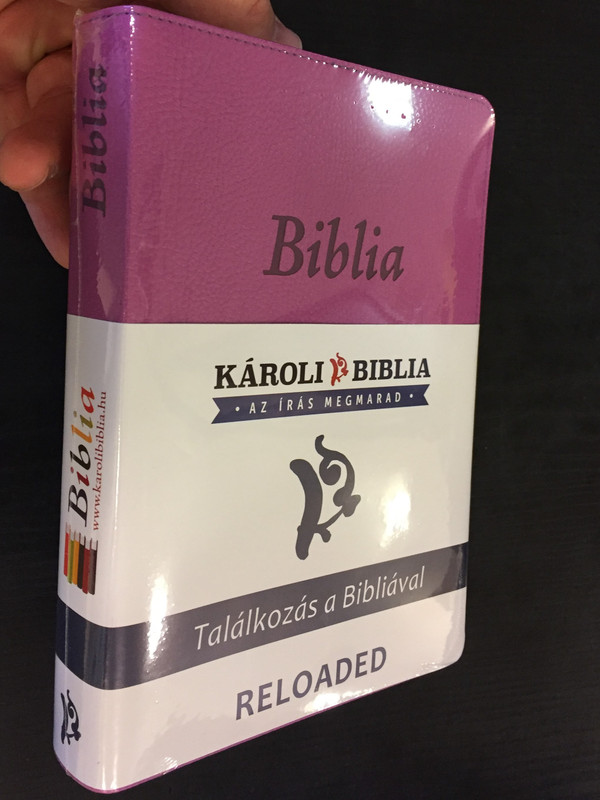 Biblia
Biblia
KÁROLI BIBLIA
• AZ ÍRÁS MEGMARAD •
Biblia
www.karolibiblia.hu
Találkozás a Bibliával
RELOADED